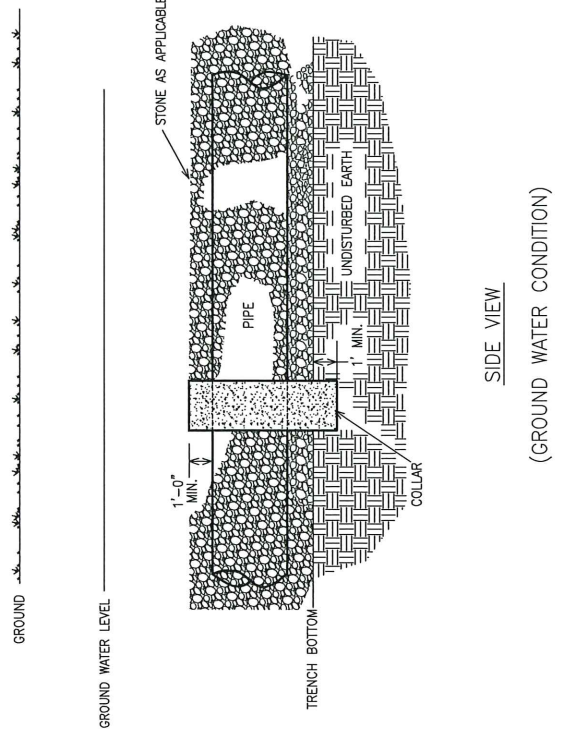 GROUND
GROUND WATER LEVEL
STONE AS APPLICABLE
1'-0"
MIN.
PIPE
UNDISTURBED EARTH
1' MIN.
TRENCH BOTTOM
COLLAR
SIDE VIEW
(GROUND WATER CONDITION)